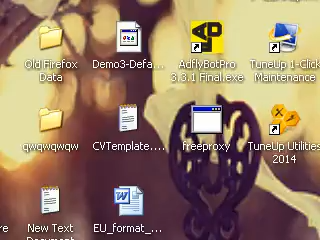 Old Firefox Data
Demo3-Defa...
AdflyBotPro 3.3.1 Final.exe
TuneUp 1-Click Maintenance
qwqwqwqw
CVTemplate....
freeproxy
TuneUp Utilities 2014
re
New Text Document
EU_format_...